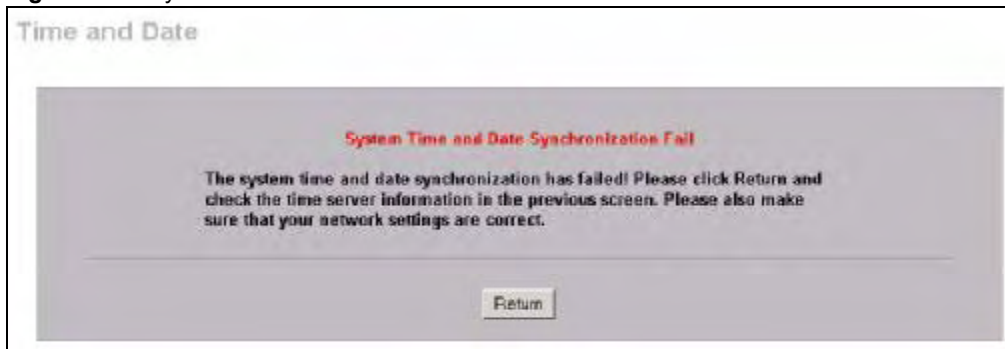 Time and Date
System Time and Date Synchronization Fail
The system time and date synchronization has failed! Please click Return and
check the time server information in the previous screen. Please also make
sure that your network settings are correct.
Return